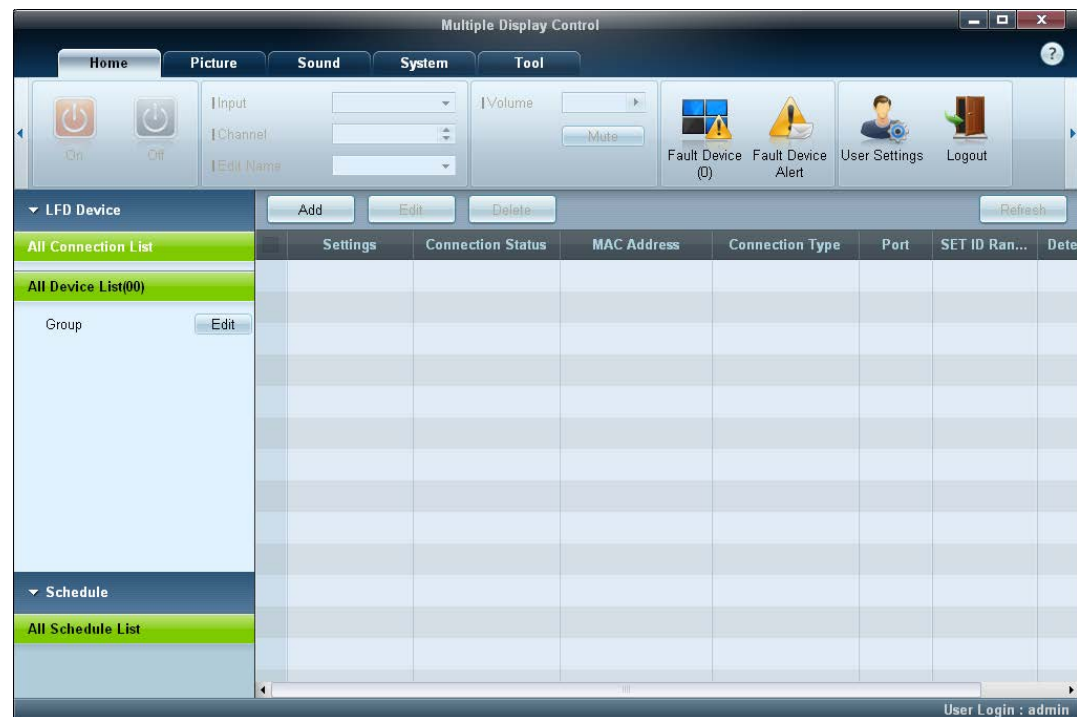 Multiple Display Control
Home Picture Sound System Tool
Input
Channel
Edit Name
On Off
Volume
Mute
Fault Device (0)
Fault Device Alert
User Settings
Logout
LFD Device
Add Edit Delete Refresh
All Connection List
Settings Connection Status MAC Address Connection Type Port SET ID Ran... Dete
All Device List(00)
Group Edit
Schedule
All Schedule List
User Login : admin